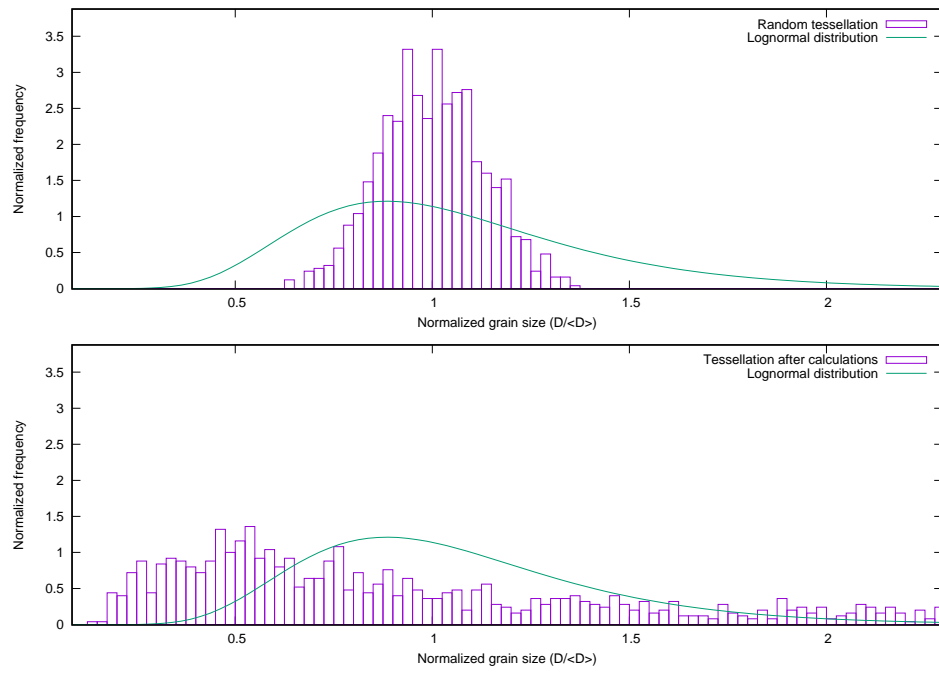 Random tessellation
Lognormal distribution
Normalized frequency
3.5
3
2.5
2
1.5
1
0.5
0
0.5 1 1.5 2
Normalized grain size (D/<D>)
Tessellation after calculations
Lognormal distribution
Normalized frequency
3.5
3
2.5
2
1.5
1
0.5
0
0.5 1 1.5 2
Normalized grain size (D/<D>)